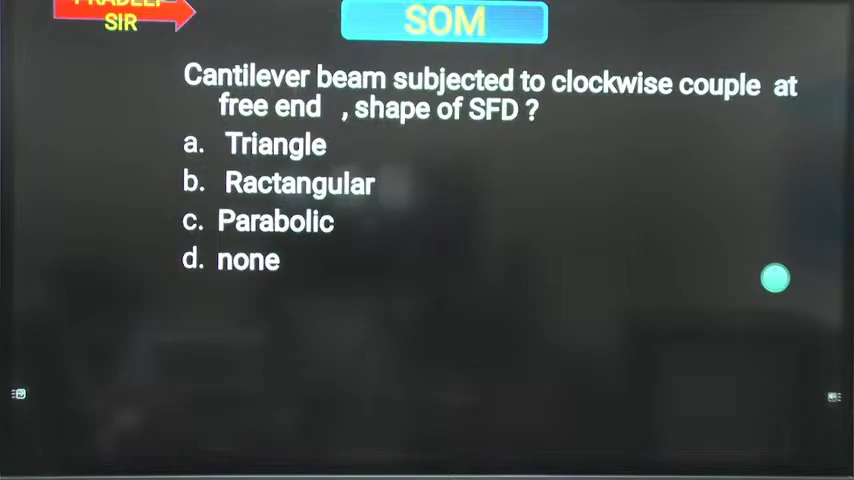 SIR
SOM
Cantilever beam subjected to clockwise couple at
free end , shape of SFD ?
a. Triangle
b. Ractangular
c. Parabolic
d. none